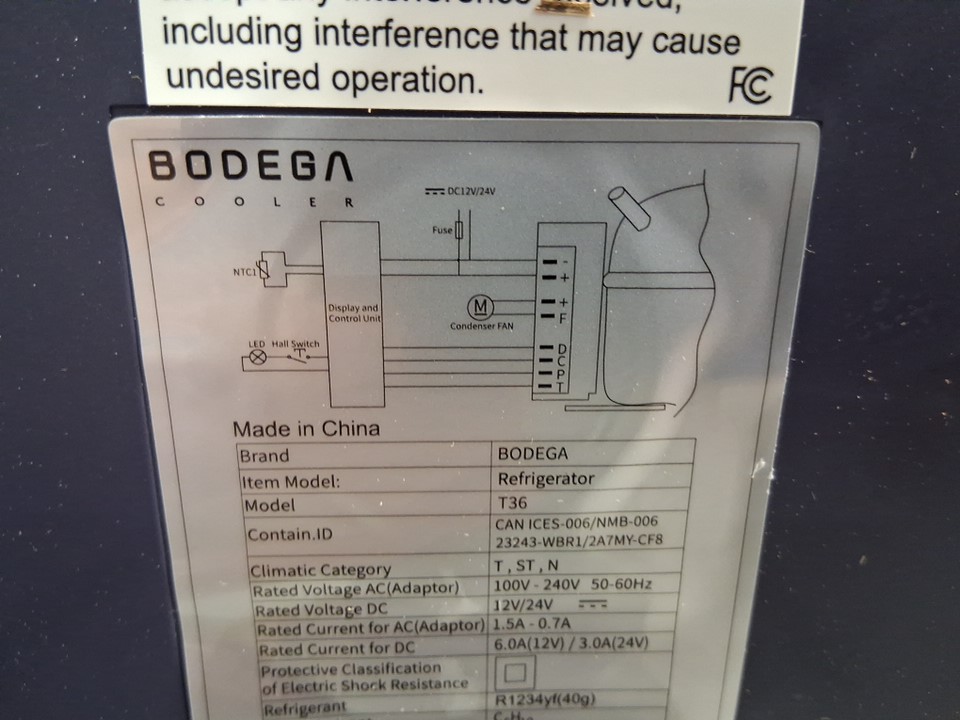 including interference that may cause
undesired operation.
FC
BODEGA
COOLER
DC12V/24V
Fuse
NTC1
-
+
Display and
Control Unit
M
+
F
Condenser FAN
LED Hall Switch
D
C
P
T
Made in China
Brand BODEGA
Item Model: Refrigerator
Model T36
Contain.ID CAN ICES-006/NMB-006
23243-WBR1/2A7MY-CF8
Climatic Category T , ST , N
Rated Voltage AC(Adaptor) 100V - 240V 50-60Hz
Rated Voltage DC 12V/24V
Rated Current for AC(Adaptor) 1.5A - 0.7A
Rated Current for DC 6.0A(12V) / 3.0A(24V)
Protective Classification
of Electric Shock Resistance
Refrigerant R1234yf(40g)